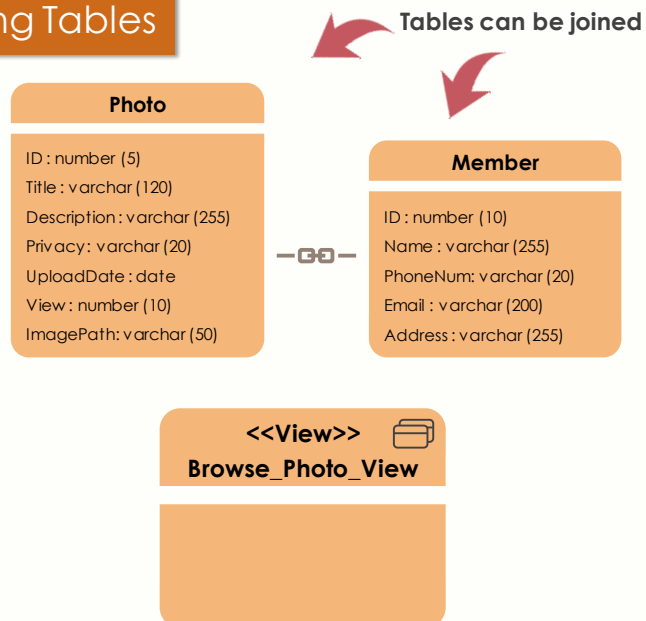 ng Tables
Tables can be joined
Photo
ID : number (5)
Title : varchar (120)
Description : varchar (255)
Privacy: varchar (20)
UploadDate : date
View : number (10)
ImagePath: varchar (50)
Member
ID : number (10)
Name : varchar (255)
PhoneNum: varchar (20)
Email : varchar (200)
Address : varchar (255)
<<View>>
Browse_Photo_View